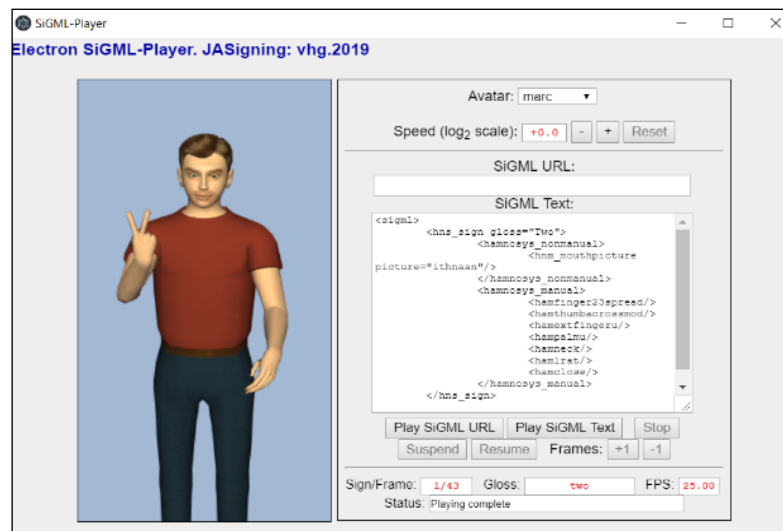 SiGML-Player
Electron SiGML-Player. JASigning: vhg.2019
Avatar: marc
Speed (log2 scale): +0.0 - + Reset
SiGML URL:
SiGML Text:
<sigml>
<hns_sign gloss="Two">
<hamnosys_nonmanual>
<hnm_mouthpicture
picture="ithnaan"/>
</hamnosys_nonmanual>
<hamnosys_manual>
<hamfinger23spread/>
<hamthumbacrossmod/>
<hamextfingeru/>
<hampalmu/>
<hamneck/>
<hamlrat/>
<hamclose/>
</hamnosys_manual>
</hns_sign>
Play SiGML URL Play SiGML Text Stop
Suspend Resume Frames: +1 -1
Sign/Frame: 1/43 Gloss: two FPS: 25.00
Status: Playing complete